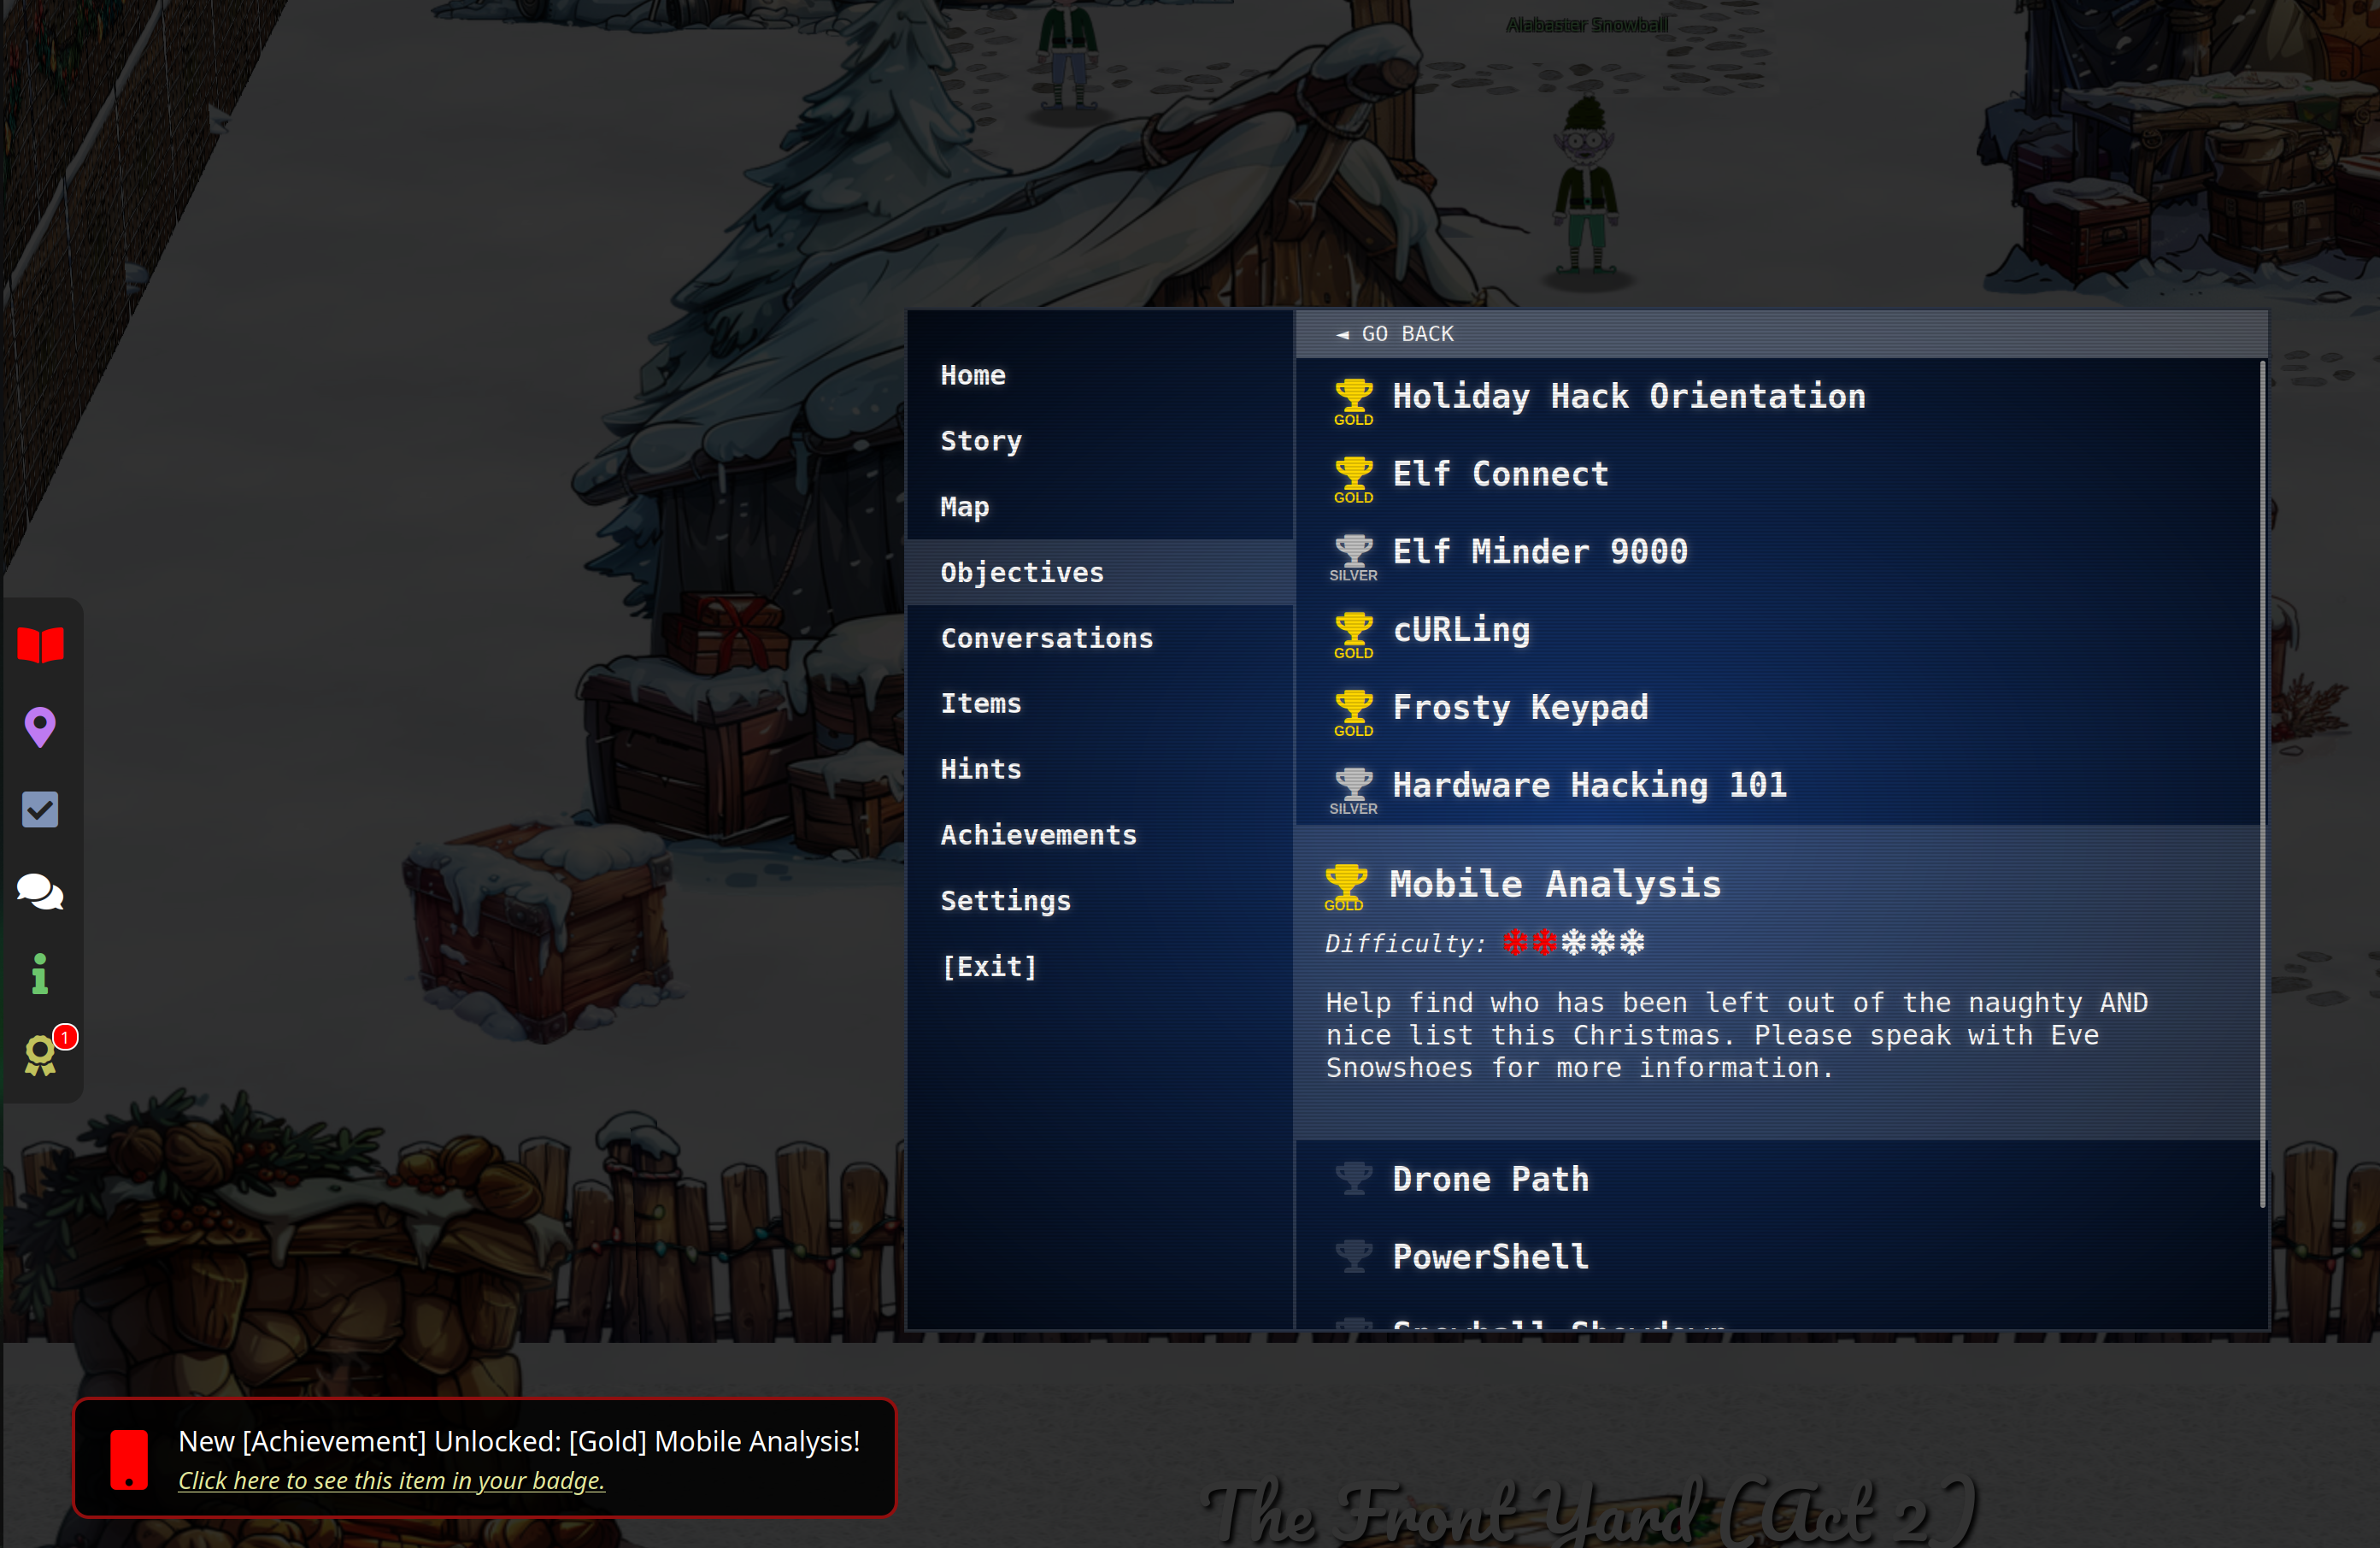 Alabaster Snowball
Home
Story
Map
Objectives
Conversations
Items
Hints
Achievements
Settings
[Exit]
◄ GO BACK
GOLD
Holiday Hack Orientation
GOLD
Elf Connect
SILVER
Elf Minder 9000
GOLD
cURLing
GOLD
Frosty Keypad
SILVER
Hardware Hacking 101
GOLD
Mobile Analysis
Difficulty:
Help find who has been left out of the naughty AND
nice list this Christmas. Please speak with Eve
Snowshoes for more information.
Drone Path
PowerShell
Snowball Showdown
1
New [Achievement] Unlocked: [Gold] Mobile Analysis!
Click here to see this item in your badge.
The Front Yard (Act 2)